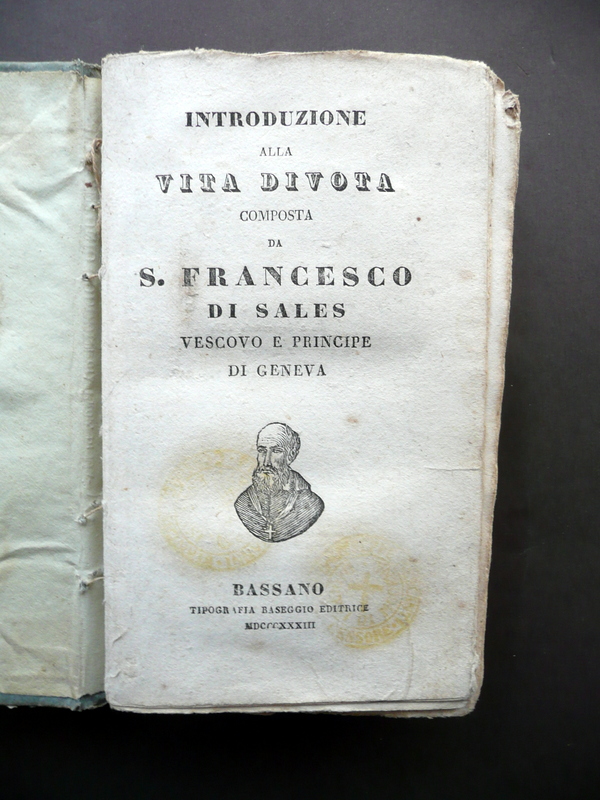 INTRODUZIONE
ALLA
VITA DIVOTA
COMPOSTA
DA
S. FRANCESCO
DI SALES
VESCOVO E PRINCIPE
DI GENEVA
BASSANO
TIPOGRAFIA BASEGGIO EDITRICE
MDCCCXXXIII